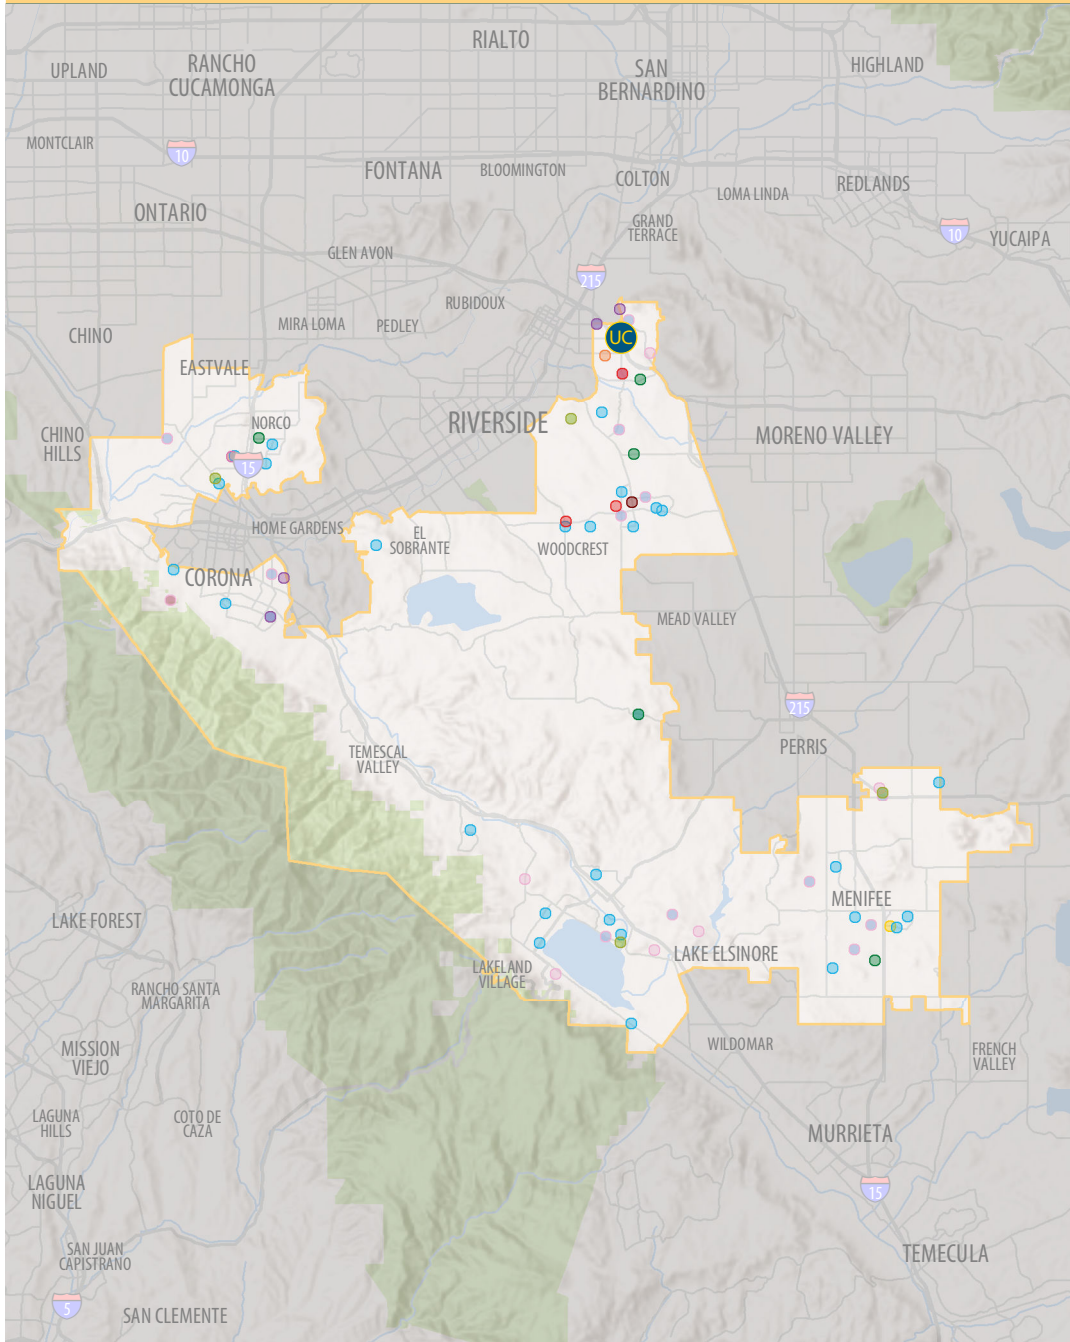 RIALTO
UPLAND
RANCHO
CUCAMONGA
SAN
BERNARDINO
HIGHLAND
MONTCLAIR
10
FONTANA
BLOOMINGTON
COLTON
LOMA LINDA
REDLANDS
ONTARIO
GRAND
TERRACE
10
YUCAIPA
GLEN AVON
215
RUBIDOUX
CHINO
MIRA LOMA
PEDLEY
UC
EASTVALE
NORCO
RIVERSIDE
MORENO VALLEY
CHINO
HILLS
15
HOME GARDENS
EL
SOBRANTE
WOODCREST
CORONA
MEAD VALLEY
215
PERRIS
TEMESCAL
VALLEY
MENIFEE
LAKE FOREST
LAKE ELSINORE
LAKELAND
VILLAGE
RANCHO SANTA
MARGARITA
WILDOMAR
MISSION
VIEJO
FRENCH
VALLEY
LAGUNA
HILLS
COTO DE
CAZA
MURRIETA
LAGUNA
NIGUEL
15
SAN JUAN
CAPISTRANO
TEMECULA
5
SAN CLEMENTE